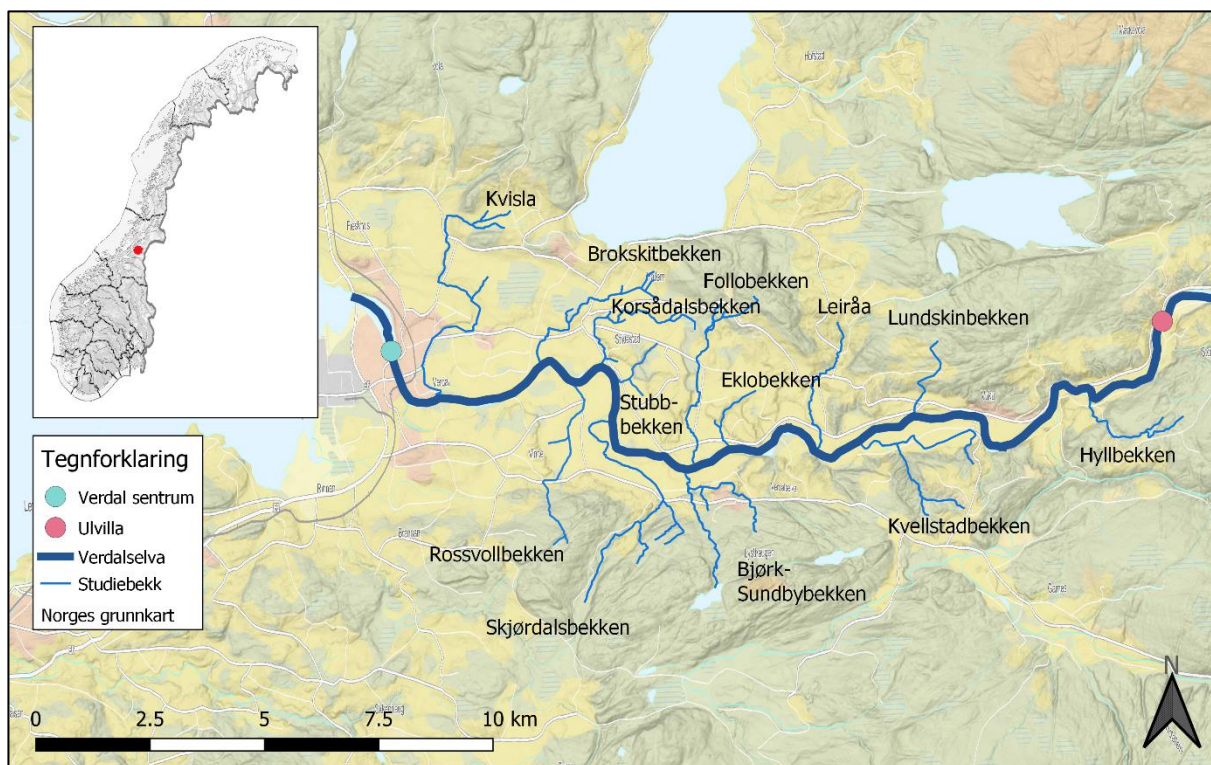 Kvisla
Brokskitbekken
Follobekken
Korsådalsbekken
Leiråa
Lundskinbekken
Eklobekken
Stubb-
bekken
Hyllbekken
Kvellstadbekken
Rossvollbekken
Bjørk-
Sundbybekken
Skjørdalsbekken
Tegnforklaring
Verdal sentrum
Ulvilla
Verdalselva
Studiebekk
Norges grunnkart
0 2.5 5 7.5 10 km
N